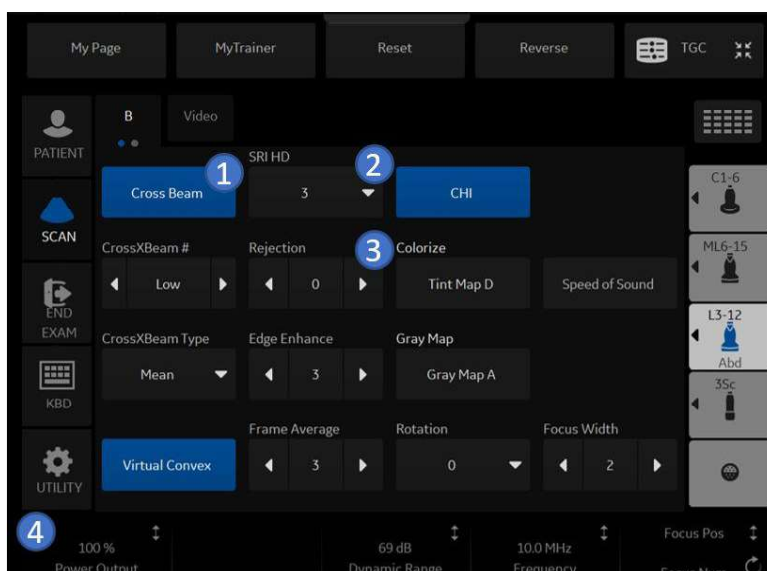 My Page MyTrainer Reset Reverse TGC
B Video
PATIENT
SRI HD
1 2
Cross Beam 3 CHI
C1-6
SCAN
3
CrossXBeam # Rejection Colorize
ML6-15
Low 0 Tint Map D Speed of Sound
END
EXAM
CrossXBeam Type Edge Enhance Gray Map
L3-12
Mean 3 Gray Map A
Abd
KBD
3Sc
Frame Average Rotation Focus Width
Virtual Convex 3 0 2
UTILITY
4
Focus Pos
100 % 69 dB 10.0 MHz
Power Output Dynamic Range Frequency